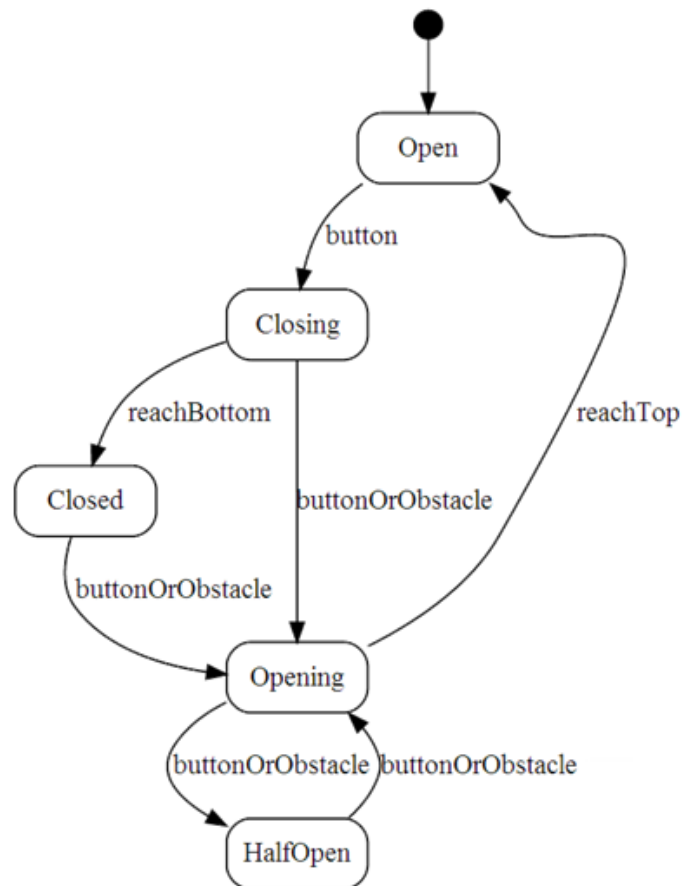 Open
button
Closing
reachBottom
Closed
buttonOrObstacle
reachTop
buttonOrObstacle
Opening
buttonOrObstacle
buttonOrObstacle
HalfOpen